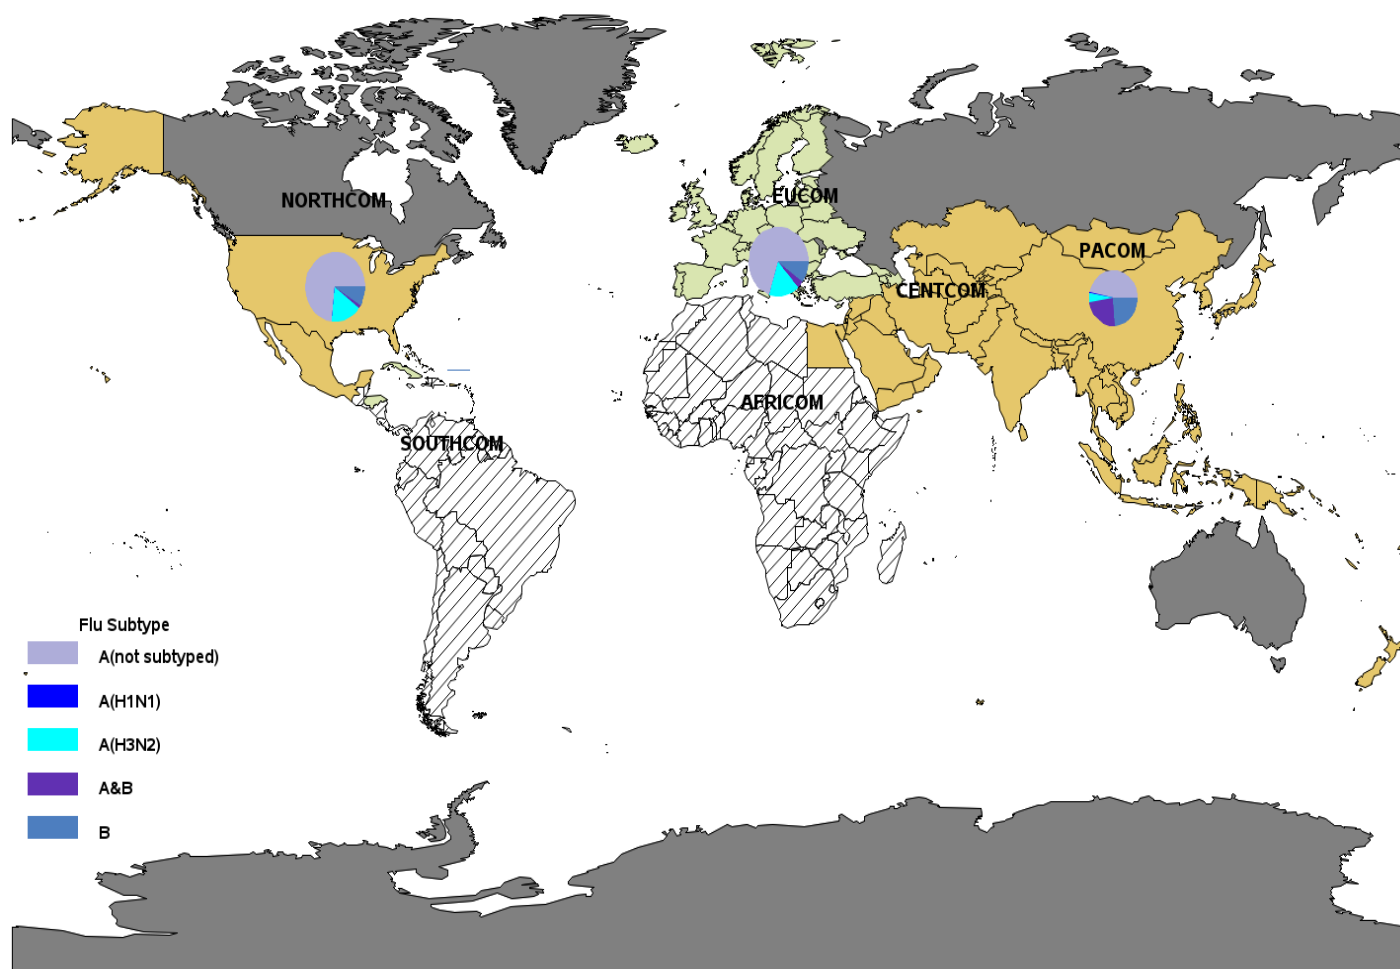 NORTHCOM
EUCOM
PACOM
CENTCOM
AFRICOM
SOUTHCOM
Flu Subtype
A(not subtyped)
A(H1N1)
A(H3N2)
A&B
B